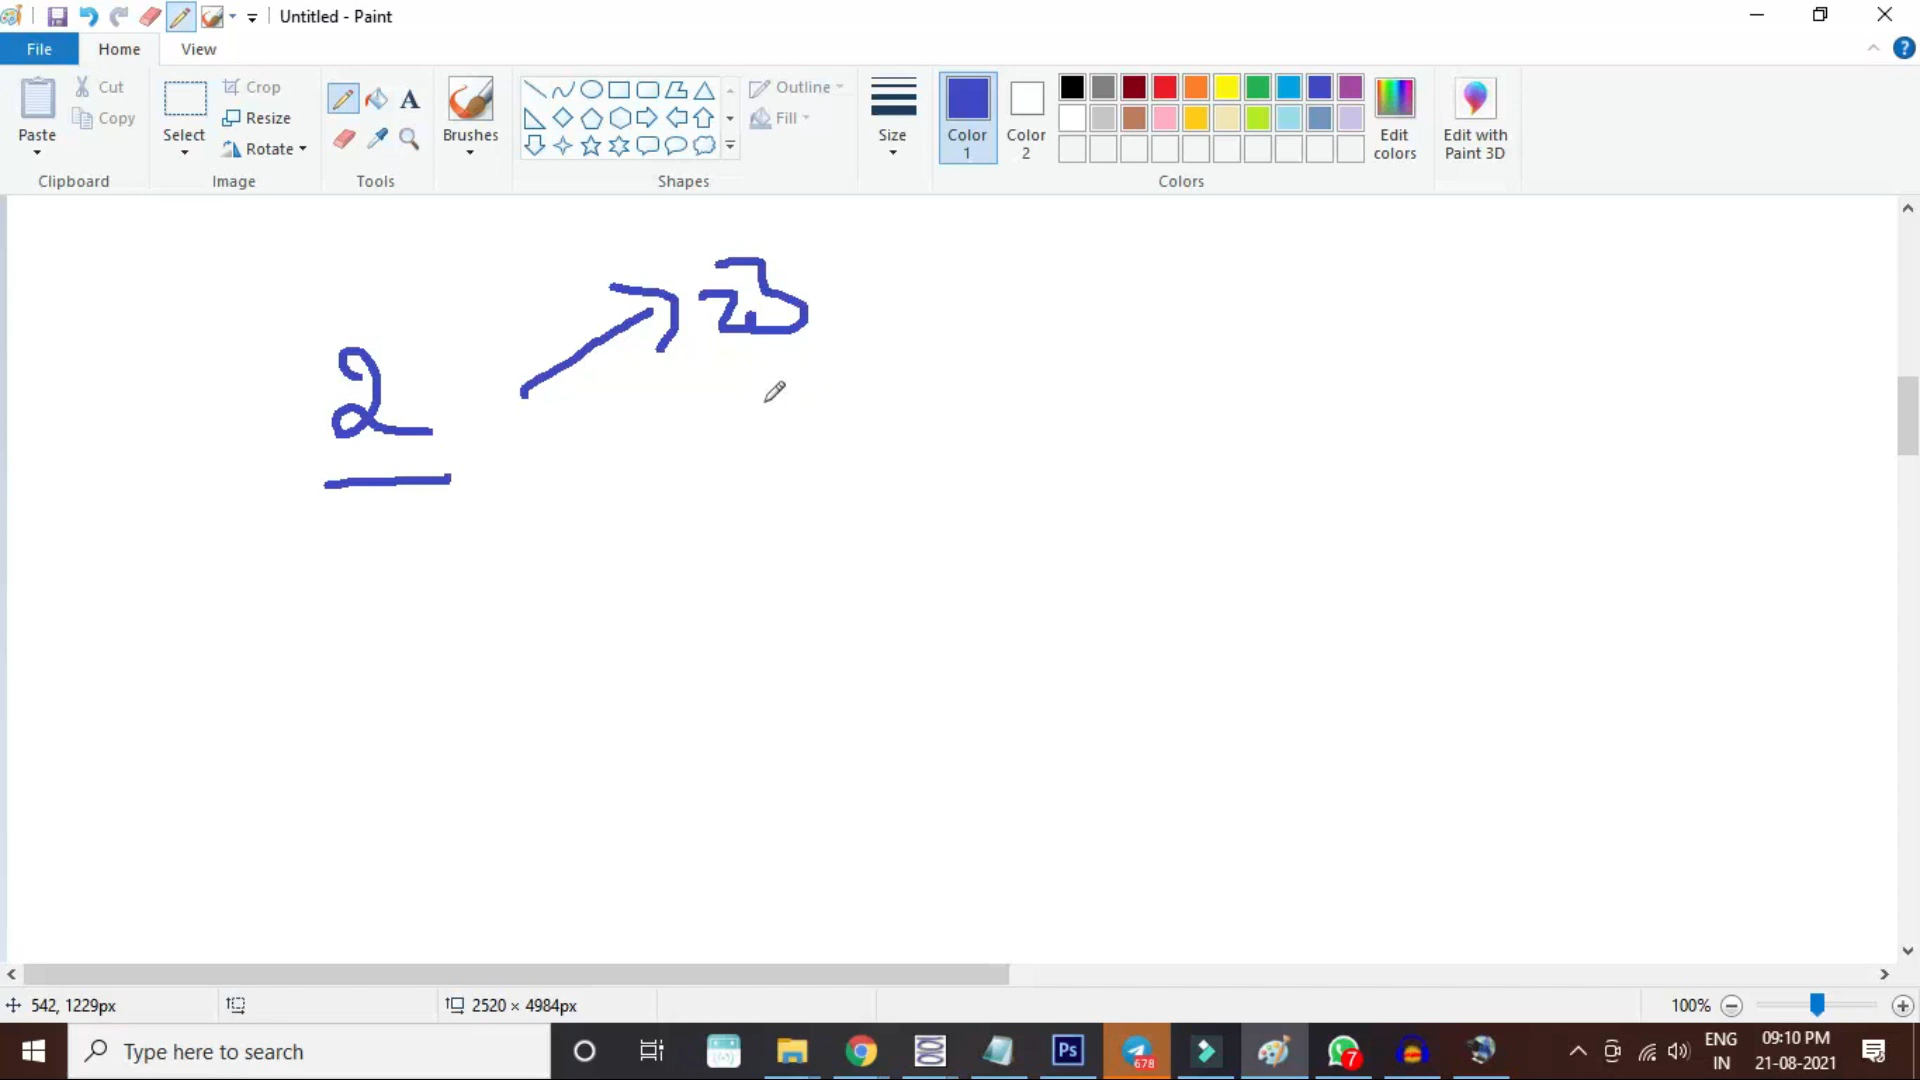 Untitled - Paint
File Home View
Paste Cut Copy Select Crop Resize Rotate Brushes Outline Fill Size Color 1 Color 2 Edit colors Edit with Paint 3D
Clipboard Image Tools Shapes Colors
2
542, 1229px 2520 × 4984px 100%
Type here to search Ps 678 7 ENG IN 09:10 PM 21-08-2021